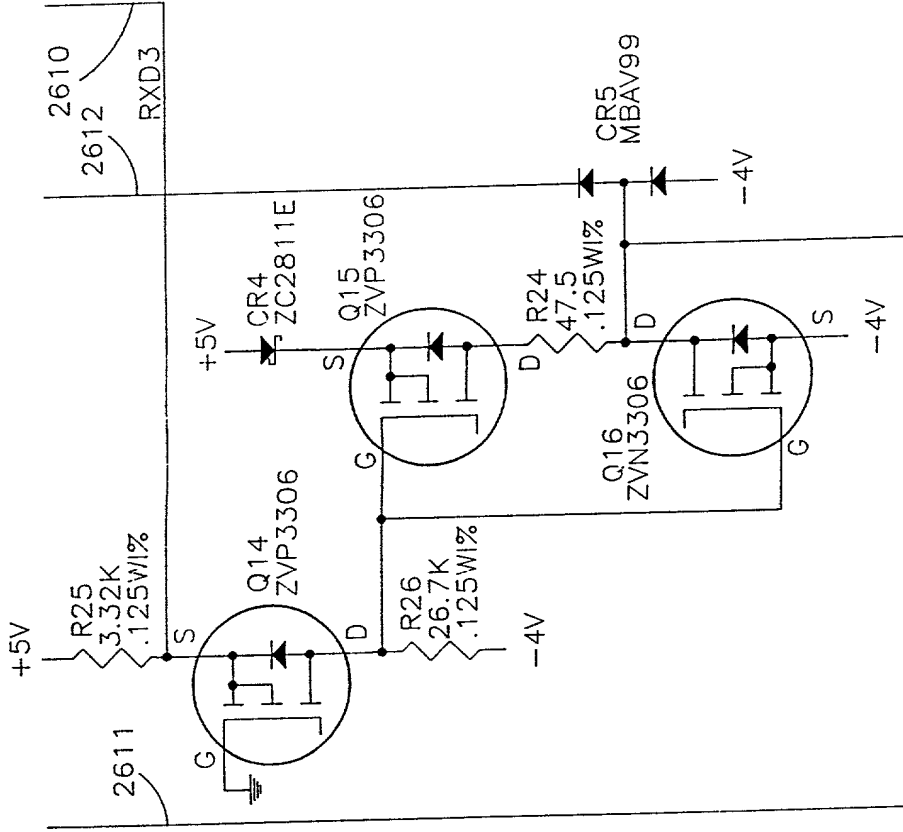 2610
2612
RXD3
+5V
CR4
ZC2811E
Q15
ZVP3306
S
G
D
R24
47.5
.125W1%
CR5
MBAV99
-4V
D
Q16
ZVN3306
G
S
-4V
+5V
R25
3.32K
.125W1%
S
Q14
ZVP3306
G
D
R26
26.7K
.125W1%
-4V
2611